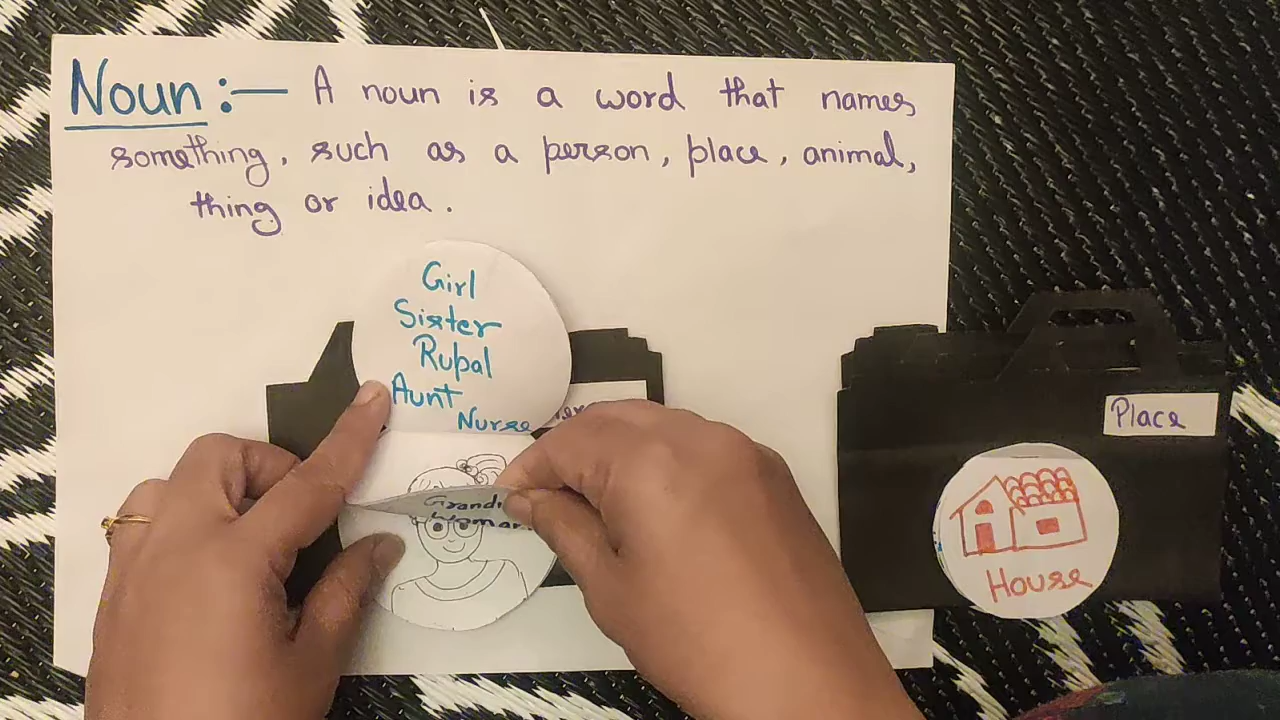 Noun :— A noun is a word that names
something, such as a person, place, animal,
thing or idea.
Girl
Sister
Rupal
Aunt
Nurse
Place
House